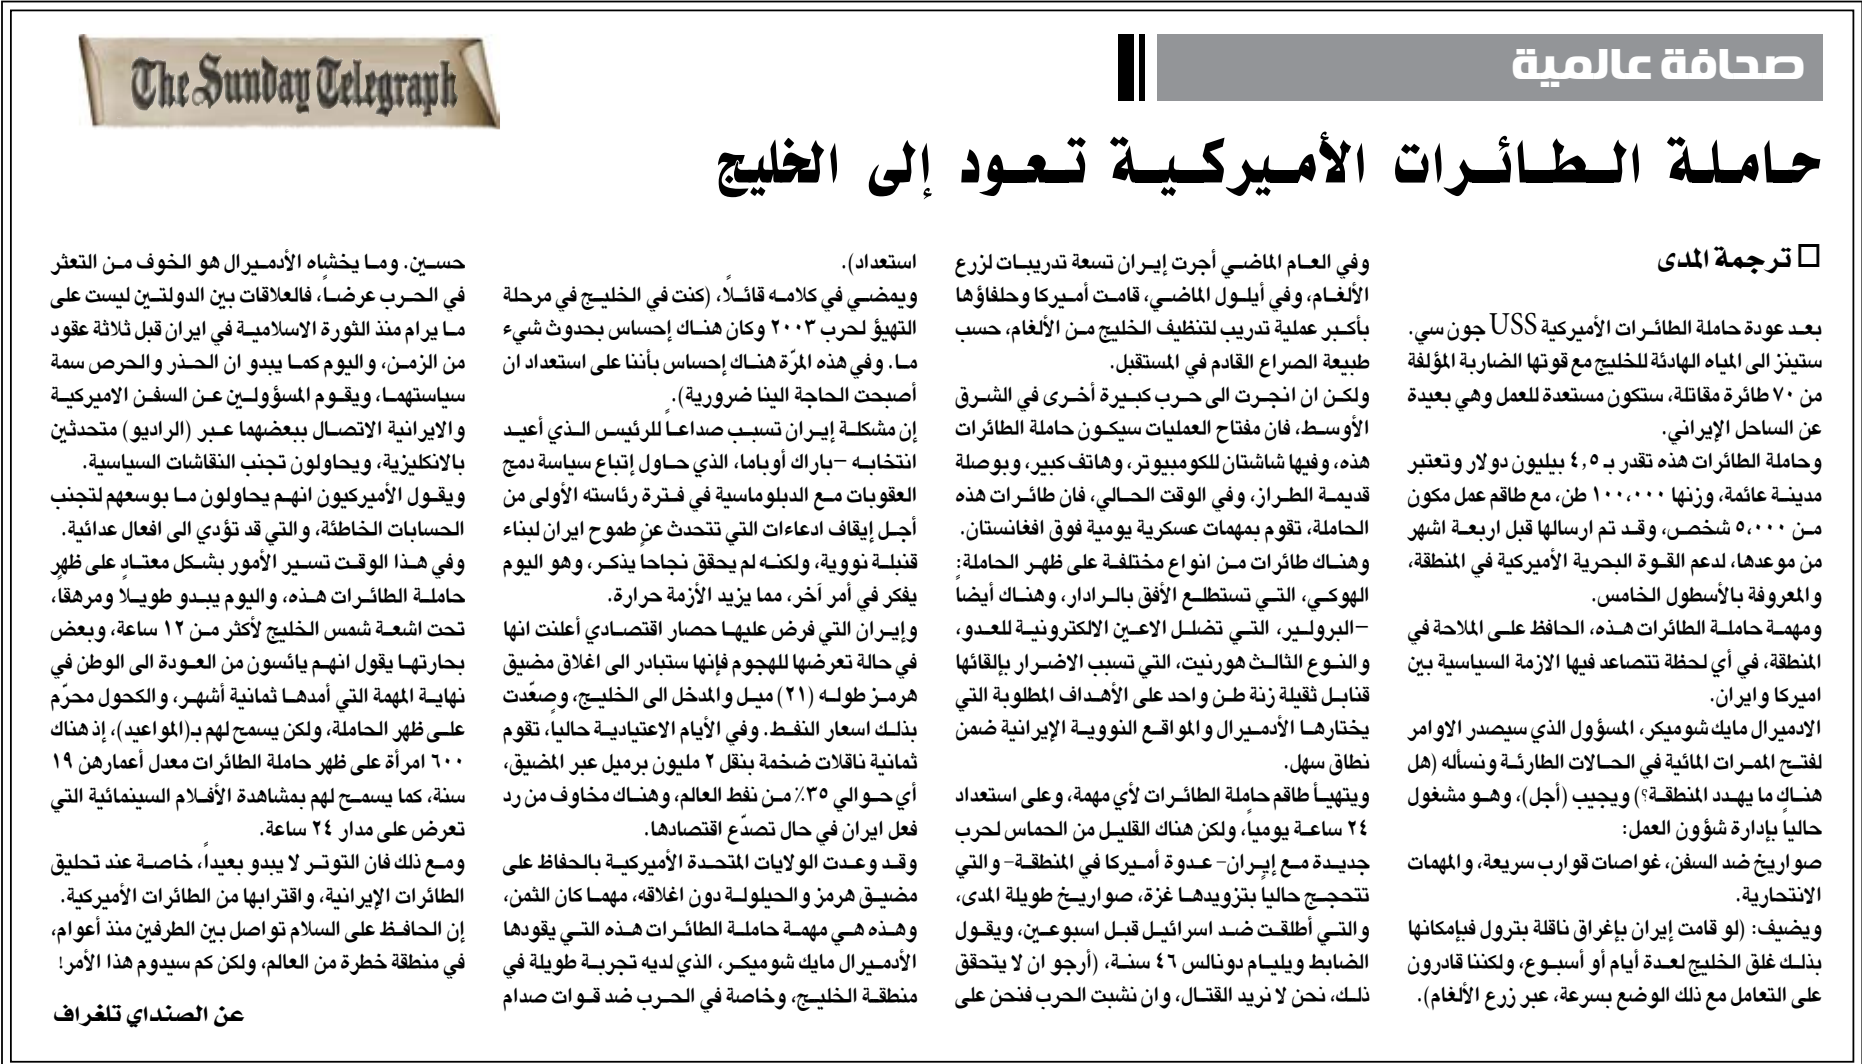 صحافة عالمية
The Sunday Telegraph
حاملة الطائرات الأميركية تعود إلى الخليج
□ ترجمة المدى
بعد عودة حاملة الطائرات الأميركية USS جون سي.
ستينز الى المياه الهادئة للخليج مع قوتها الضاربة المؤلفة
من ٧٠ طائرة مقاتلة، ستكون مستعدة للعمل وهي بعيدة
عن الساحل الإيراني.
وحاملة الطائرات هذه تقدر بـ ٤,٥ بيليون دولار وتعتبر
مدينة عائمة، وزنها ١٠٠،٠٠٠ طن، مع طاقم عمل مكون
من ٥،٠٠٠ شخص، وقد تم ارسالها قبل اربعة اشهر
من موعدها، لدعم القوة البحرية الأميركية في المنطقة،
والمعروفة بالأسطول الخامس.
ومهمة حاملة الطائرات هذه، الحافظ على الملاحة في
المنطقة، في أي لحظة تتصاعد فيها الازمة السياسية بين
اميركا وايران.
الادميرال مايك شوميكر، المسؤول الذي سيصدر الاوامر
لفتح الممرات المائية في الحالات الطارئة ونسأله (هل
هناك ما يهدد المنطقة؟) ويجيب (أجل)، وهو مشغول
حالياً بإدارة شؤون العمل:
صواريخ ضد السفن، غواصات قوارب سريعة، والمهمات
الانتحارية.
ويضيف: (لو قامت إيران بإغراق ناقلة بترول فبإمكانها
بذلك غلق الخليج لعدة أيام أو أسبوع، ولكننا قادرون
على التعامل مع ذلك الوضع بسرعة، عبر زرع الألغام).
وفي العام الماضي أجرت إيران تسعة تدريبات لزرع
الألغام، وفي أيلول الماضي، قامت أميركا وحلفاؤها
بأكبر عملية تدريب لتنظيف الخليج من الألغام، حسب
طبيعة الصراع القادم في المستقبل.
ولكن ان انجرت الى حرب كبيرة أخرى في الشرق
الأوسط، فان مفتاح العمليات سيكون حاملة الطائرات
هذه، وفيها شاشتان للكومبيوتر، وهاتف كبير، وبوصلة
قديمة الطراز، وفي الوقت الحالي، فان طائرات هذه
الحاملة، تقوم بمهمات عسكرية يومية فوق افغانستان.
وهناك طائرات من انواع مختلفة على ظهر الحاملة:
الهوكي، التي تستطلع الأفق بالرادار، وهناك أيضاً
–البرولير، التي تضلل الاعين الالكترونية للعدو،
والنوع الثالث هورنيت، التي تسبب الاضرار بإلقائها
قنابل ثقيلة زنة طن واحد على الأهداف المطلوبة التي
يختارها الأدميرال والمواقع النووية الإيرانية ضمن
نطاق سهل.
ويتهيأ طاقم حاملة الطائرات لأي مهمة، وعلى استعداد
٢٤ ساعة يومياً، ولكن هناك القليل من الحماس لحرب
جديدة مع إيران- عدوة أميركا في المنطقة- والتي
تتحجج حالياً بتزويدها غزة، صواريخ طويلة المدى،
والتي أطلقت ضد اسرائيل قبل اسبوعين، ويقول
الضابط ويليام دونالس ٤٦ سنة، (أرجو ان لا يتحقق
ذلك، نحن لا نريد القتال، وان نشبت الحرب فنحن على
استعداد).
ويمضي في كلامه قائلاً، (كنت في الخليج في مرحلة
التهيؤ لحرب ٢٠٠٣ وكان هناك إحساس بحدوث شيء
ما. وفي هذه المرّة هناك إحساس بأننا على استعداد ان
أصبحت الحاجة الينا ضرورية).
إن مشكلة إيران تسبب صداعاً للرئيس الذي أعيد
انتخابه –باراك أوباما، الذي حاول إتباع سياسة دمج
العقوبات مع الدبلوماسية في فترة رئاسته الأولى من
أجل إيقاف ادعاءات التي تتحدث عن طموح ايران لبناء
قنبلة نووية، ولكنه لم يحقق نجاحاً يذكر، وهو اليوم
يفكر في أمر آخر، مما يزيد الأزمة حرارة.
وإيران التي فرض عليها حصار اقتصادي أعلنت انها
في حالة تعرضها للهجوم فإنها ستبادر الى اغلاق مضيق
هرمز طوله (٢١) ميل والمدخل الى الخليج، وصعّدت
بذلك اسعار النفط. وفي الأيام الاعتيادية حالياً، تقوم
ثمانية ناقلات ضخمة بنقل ٢ مليون برميل عبر المضيق،
أي حوالي ٣٥٪ من نفط العالم، وهناك مخاوف من رد
فعل ايران في حال تصدّع اقتصادها.
وقد وعدت الولايات المتحدة الأميركية بالحفاظ على
مضيق هرمز والحيلولة دون اغلاقه، مهما كان الثمن،
وهذه هي مهمة حاملة الطائرات هذه التي يقودها
الأدميرال مايك شوميكر، الذي لديه تجربة طويلة في
منطقة الخليج، وخاصة في الحرب ضد قوات صدام
حسين. وما يخشاه الأدميرال هو الخوف من التعثر
في الحرب عرضاً، فالعلاقات بين الدولتين ليست على
ما يرام منذ الثورة الاسلامية في ايران قبل ثلاثة عقود
من الزمن، واليوم كما يبدو ان الحذر والحرص سمة
سياستهما، ويقوم المسؤولين عن السفن الاميركية
والايرانية الاتصال ببعضهما عبر (الراديو) متحدثين
بالانكليزية، ويحاولون تجنب النقاشات السياسية.
ويقول الأميركيون انهم يحاولون ما بوسعهم لتجنب
الحسابات الخاطئة، والتي قد تؤدي الى افعال عدائية.
وفي هذا الوقت تسير الأمور بشكل معتاد على ظهر
حاملة الطائرات هذه، واليوم يبدو طويلاً ومرهقاً،
تحت اشعة شمس الخليج لأكثر من ١٢ ساعة، وبعض
بحارتها يقول انهم يائسون من العودة الى الوطن في
نهاية المهمة التي أمدها ثمانية أشهر، والكحول محرّم
على ظهر الحاملة، ولكن يسمح لهم بـ(المواعيد)، إذ هناك
٦٠٠ امرأة على ظهر حاملة الطائرات معدل أعمارهن ١٩
سنة، كما يسمح لهم بمشاهدة الأفلام السينمائية التي
تعرض على مدار ٢٤ ساعة.
ومع ذلك فان التوتر لا يبدو بعيداً، خاصة عند تحليق
الطائرات الإيرانية، واقترابها من الطائرات الأميركية.
إن الحافظ على السلام تواصل بين الطرفين منذ أعوام،
في منطقة خطرة من العالم، ولكن كم سيدوم هذا الأمر!
عن الصنداي تلغراف